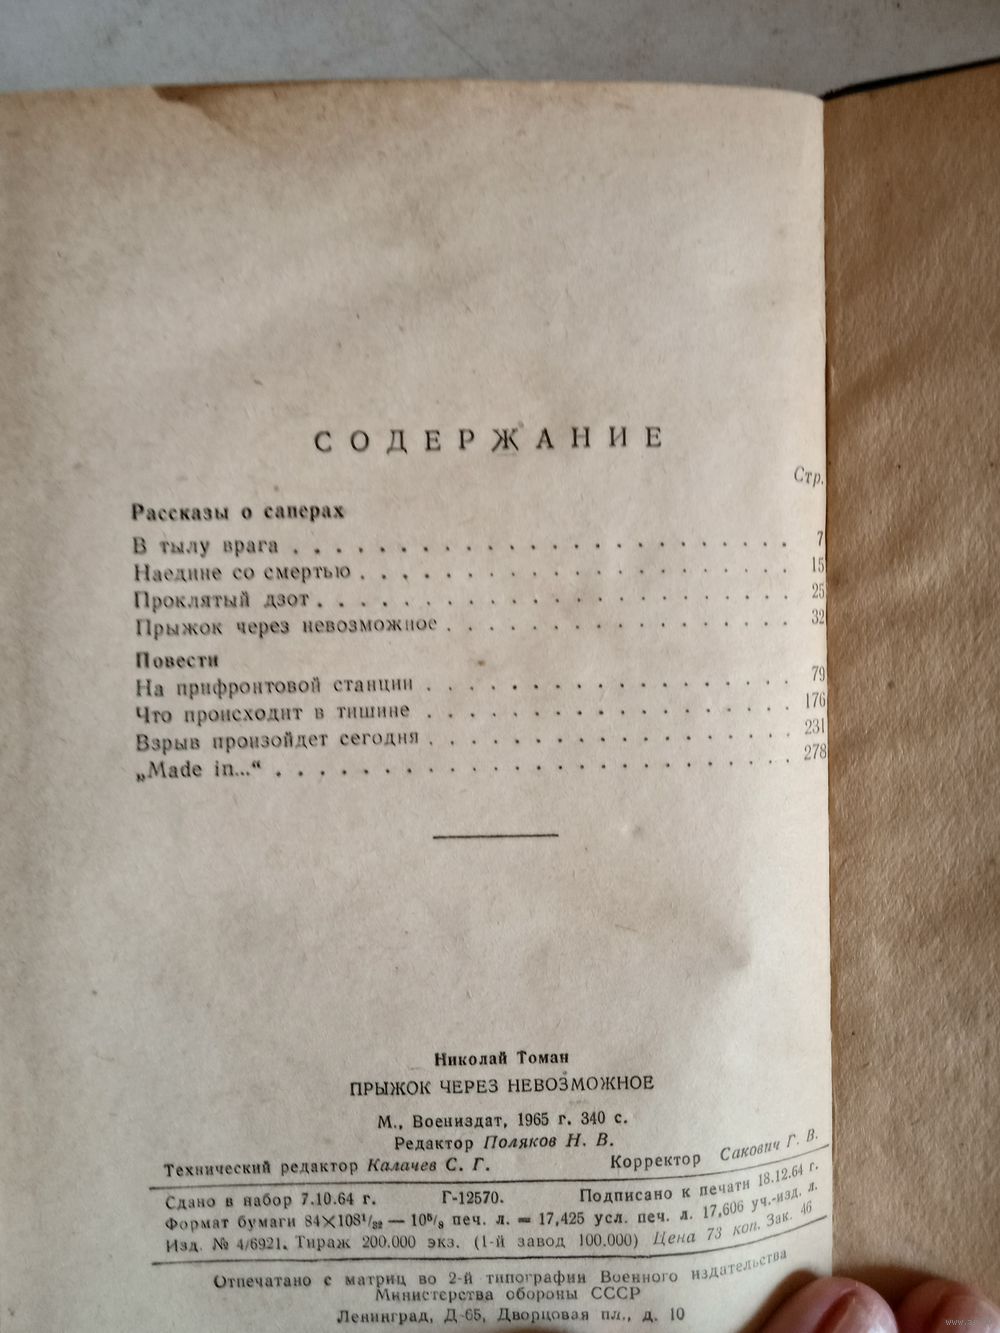 СОДЕРЖАНИЕ
Стр.
Рассказы о саперах
В тылу врага . . . . . . . . . . . . . . . . . . . . . . . . 7
Наедине со смертью . . . . . . . . . . . . . . . . . . . . . 15
Проклятый дзот . . . . . . . . . . . . . . . . . . . . . . . 25
Прыжок через невозможное . . . . . . . . . . . . . . . . . 32
Повести
На прифронтовой станции . . . . . . . . . . . . . . . . . . 79
Что происходит в тишине . . . . . . . . . . . . . . . . . . 176
Взрыв произойдет сегодня . . . . . . . . . . . . . . . . . . 231
„Made in...“ . . . . . . . . . . . . . . . . . . . . . . . . 278
Николай Томан
ПРЫЖОК ЧЕРЕЗ НЕВОЗМОЖНОЕ
М., Воениздат, 1965 г. 340 с.
Редактор Поляков Н. В.
Технический редактор Калачев С. Г. Корректор Сакович Г. В.
Сдано в набор 7.10.64 г. Г-12570. Подписано к печати 18.12.64 г.
Формат бумаги 84×108¹/₃₂ — 10⁵/₈ печ. л. = 17,425 усл. печ. л. 17,606 уч.-изд. л.
Изд. № 4/6921. Тираж 200.000 экз. (1-й завод 100.000) Цена 73 коп. Зак. 46
Отпечатано с матриц во 2-й типографии Военного издательства
Министерства обороны СССР
Ленинград, Д-65, Дворцовая пл., д. 10